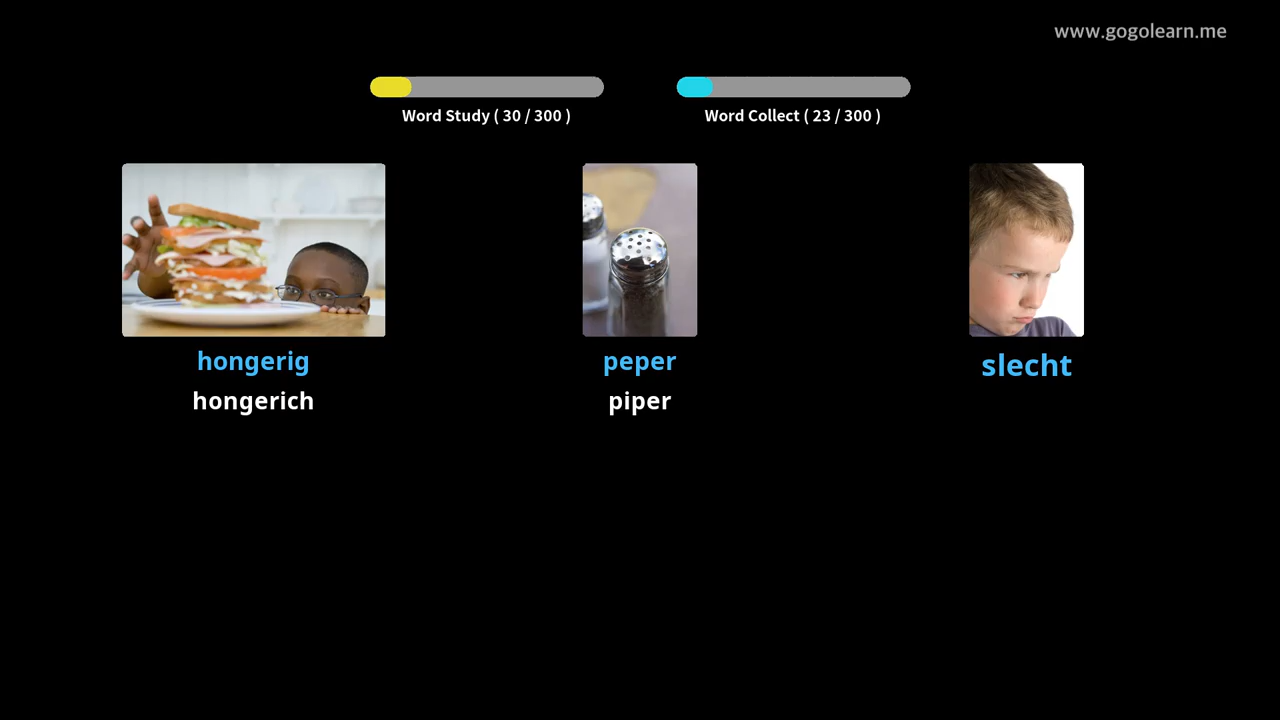 www.gogolearn.me
Word Study ( 30 / 300 )
Word Collect ( 23 / 300 )
hongerig
hongerich
peper
piper
slecht